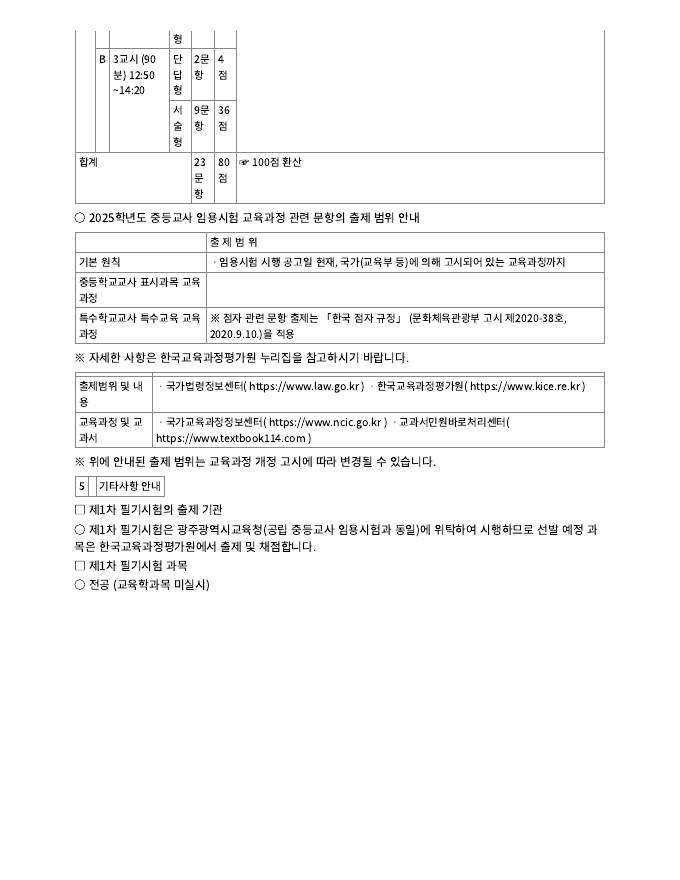 형
B 3교시 (90 단 2문 4
분) 12:50 답 항 점
~14:20 형
서 9문 36
술 항 점
형
합계 23 80 ☞ 100점 환산
문 점
항
○ 2025학년도 중등교사 임용시험 교육과정 관련 문항의 출제 범위 안내
출 제 범 위
기본 원칙 ㆍ임용시험 시행 공고일 현재, 국가(교육부 등)에 의해 고시되어 있는 교육과정까지
중등학교교사 표시과목 교육
과정
특수학교교사 특수교육 교육 ※ 점자 관련 문항 출제는 「한국 점자 규정」 (문화체육관광부 고시 제2020-38호,
과정 2020.9.10.)을 적용
※ 자세한 사항은 한국교육과정평가원 누리집을 참고하시기 바랍니다.
출제범위 및 내 ㆍ국가법령정보센터( https://www.law.go.kr ) ㆍ한국교육과정평가원( https://www.kice.re.kr )
용
교육과정 및 교 ㆍ국가교육과정정보센터( https://www.ncic.go.kr ) ㆍ교과서민원바로처리센터(
과서 https://www.textbook114.com )
※ 위에 안내된 출제 범위는 교육과정 개정 고시에 따라 변경될 수 있습니다.
5 기타사항 안내
□ 제1차 필기시험의 출제 기관
○ 제1차 필기시험은 광주광역시교육청(공립 중등교사 임용시험과 동일)에 위탁하여 시행하므로 선발 예정 과
목은 한국교육과정평가원에서 출제 및 채점합니다.
□ 제1차 필기시험 과목
○ 전공 (교육학과목 미실시)